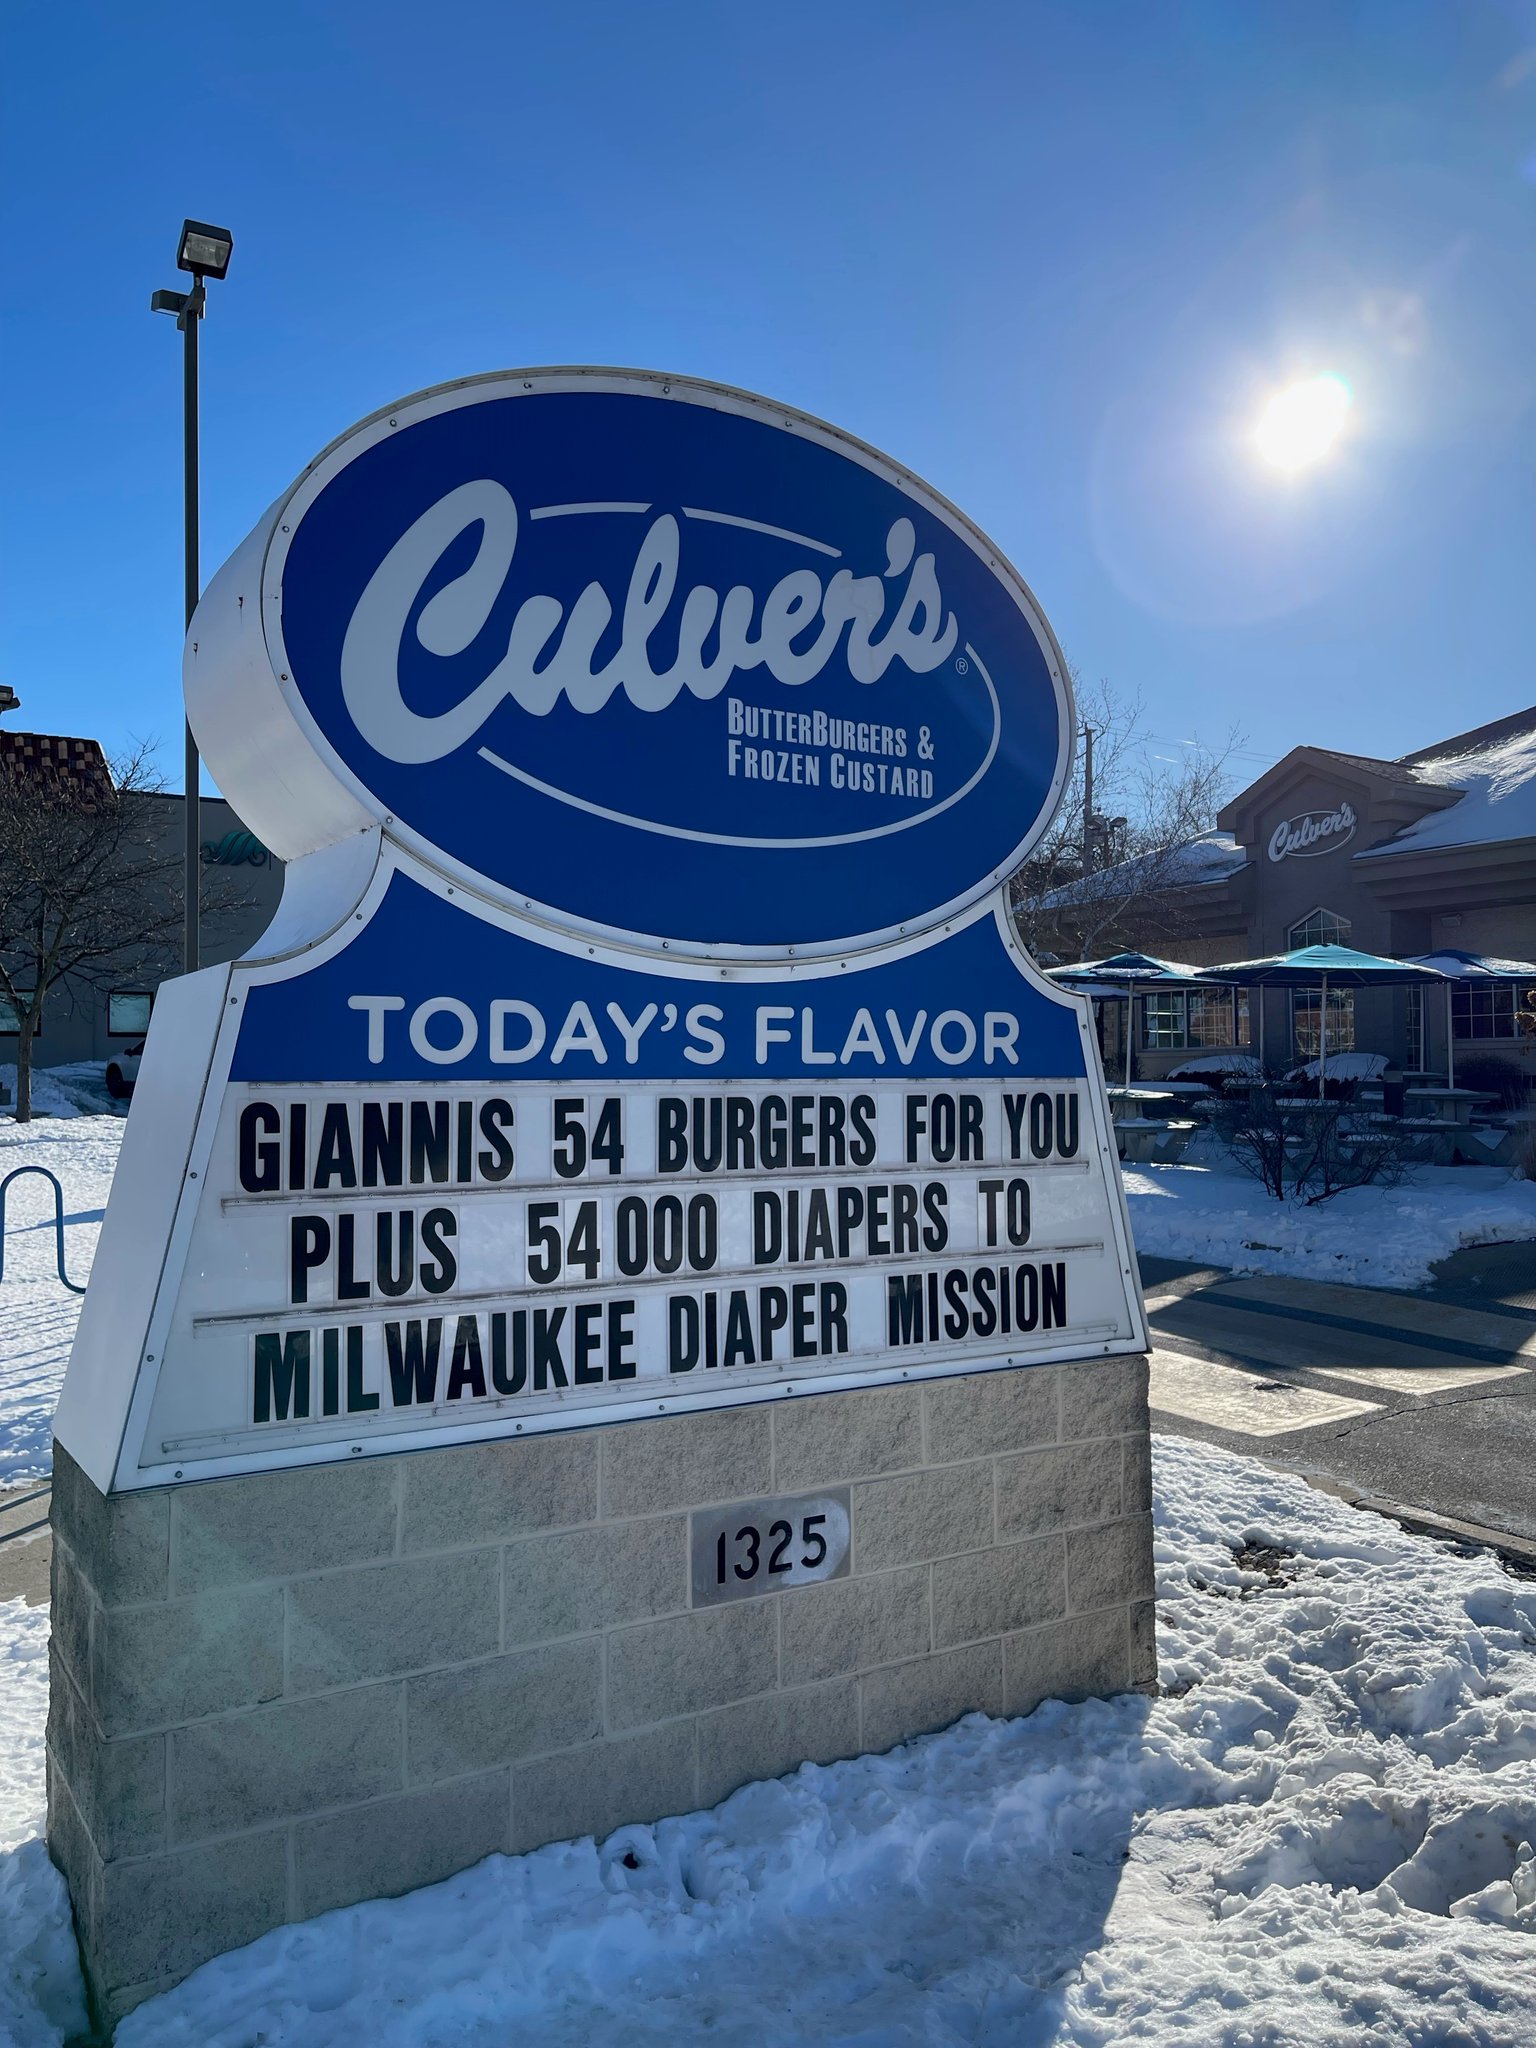 Culver's®
BUTTERBURGERS &
FROZEN CUSTARD
Culver's
TODAY'S FLAVOR
GIANNIS 54 BURGERS FOR YOU
PLUS 54000 DIAPERS TO
MILWAUKEE DIAPER MISSION
1325